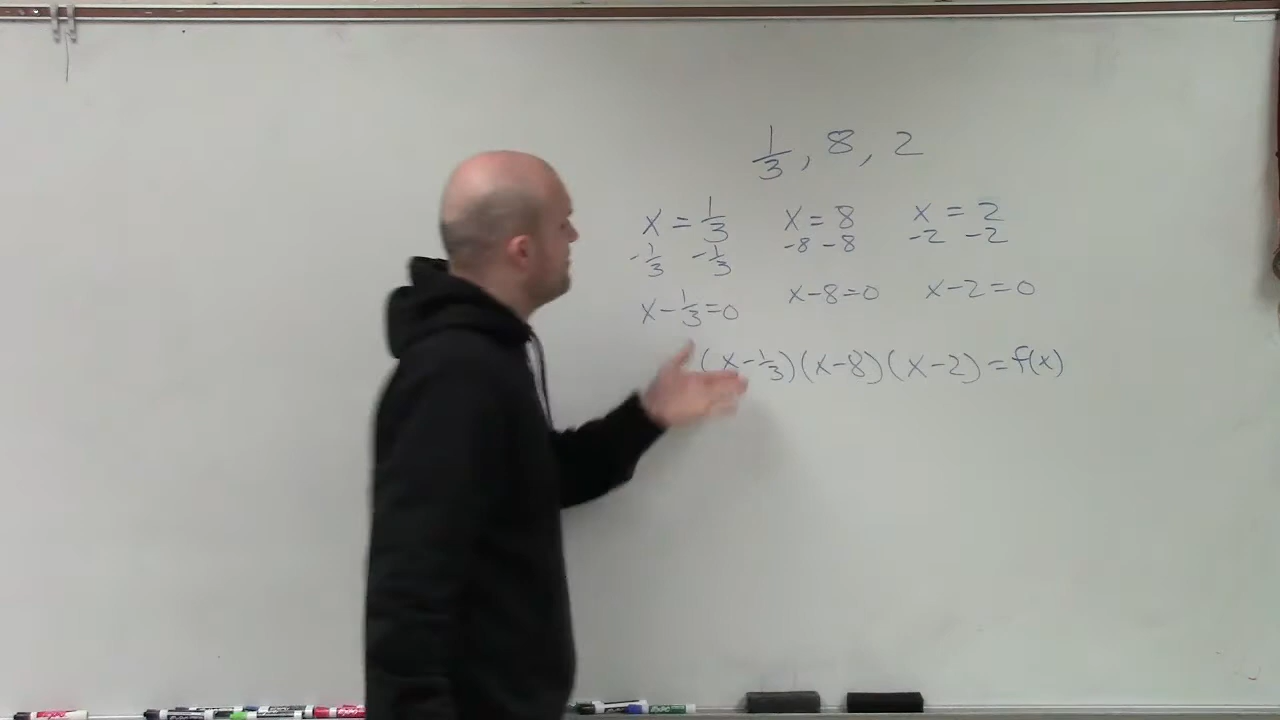 1/3, 8, 2
x = 1/3 x = 8 x = 2
-1/3 -1/3 -8 -8 -2 -2
x - 1/3 = 0 x - 8 = 0 x - 2 = 0
(x - 1/3)(x - 8)(x - 2) = f(x)